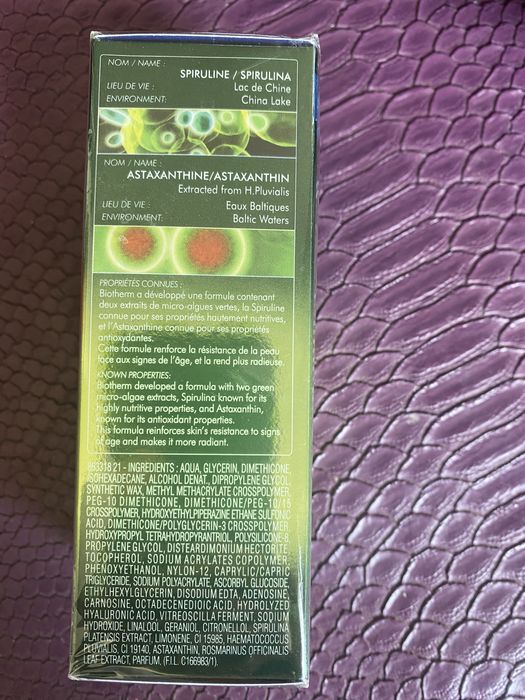 NOM / NAME :
SPIRULINE / SPIRULINA
LIEU DE VIE : Lac de Chine
ENVIRONMENT: China Lake
NOM / NAME :
ASTAXANTHINE/ASTAXANTHIN
Extracted from H.Pluvialis
LIEU DE VIE : Eaux Baltiques
ENVIRONMENT: Baltic Waters
PROPRIÉTÉS CONNUES :
Biotherm a développé une formule contenant
deux extraits de micro-algues vertes, la Spiruline
connue pour ses propriétés hautement nutritives,
et l'Astaxanthine connue pour ses propriétés
antioxydantes.
Cette formule renforce la résistance de la peau
face aux signes de l'âge, et la rend plus radieuse.
KNOWN PROPERTIES:
Biotherm developed a formula with two green
micro-algae extracts, Spirulina known for its
highly nutritive properties, and Astaxanthin,
known for its antioxidant properties.
This formula reinforces skin's resistance to signs
of age and makes it more radiant.
21 - INGREDIENTS : AQUA, GLYCERIN, DIMETHICONE,
ISOHEXADECANE, ALCOHOL DENAT., DIPROPYLENE GLYCOL,
SYNTHETIC WAX, METHYL METHACRYLATE CROSSPOLYMER,
PEG-10 DIMETHICONE, DIMETHICONE/PEG-10/15
CROSSPOLYMER, HYDROXYETHYLPIPERAZINE ETHANE SULFONIC
ACID, DIMETHICONE/POLYGLYCERIN-3 CROSSPOLYMER,
HYDROXYPROPYL TETRAHYDROPYRANTRIOL, POLYSILICONE-8,
PROPYLENE GLYCOL, DISTEARDIMONIUM HECTORITE,
TOCOPHEROL, SODIUM ACRYLATES COPOLYMER,
PHENOXYETHANOL, NYLON-12, CAPRYLIC/CAPRIC
TRIGLYCERIDE, SODIUM POLYACRYLATE, ASCORBYL GLUCOSIDE,
ETHYLHEXYLGLYCERIN, DISODIUM EDTA, ADENOSINE,
CARNOSINE, OCTADECENEDIOIC ACID, HYDROLYZED
HYALURONIC ACID, VITREOSCILLA FERMENT, SODIUM
HYDROXIDE, LINALOOL, GERANIOL, CITRONELLOL, SPIRULINA
PLATENSIS EXTRACT, LIMONENE, CI 15985, HAEMATOCOCCUS
PLUVIALIS, CI 19140, ASTAXANTHIN, ROSMARINUS OFFICINALIS
LEAF EXTRACT, PARFUM. (F.I.L. C166983/1).